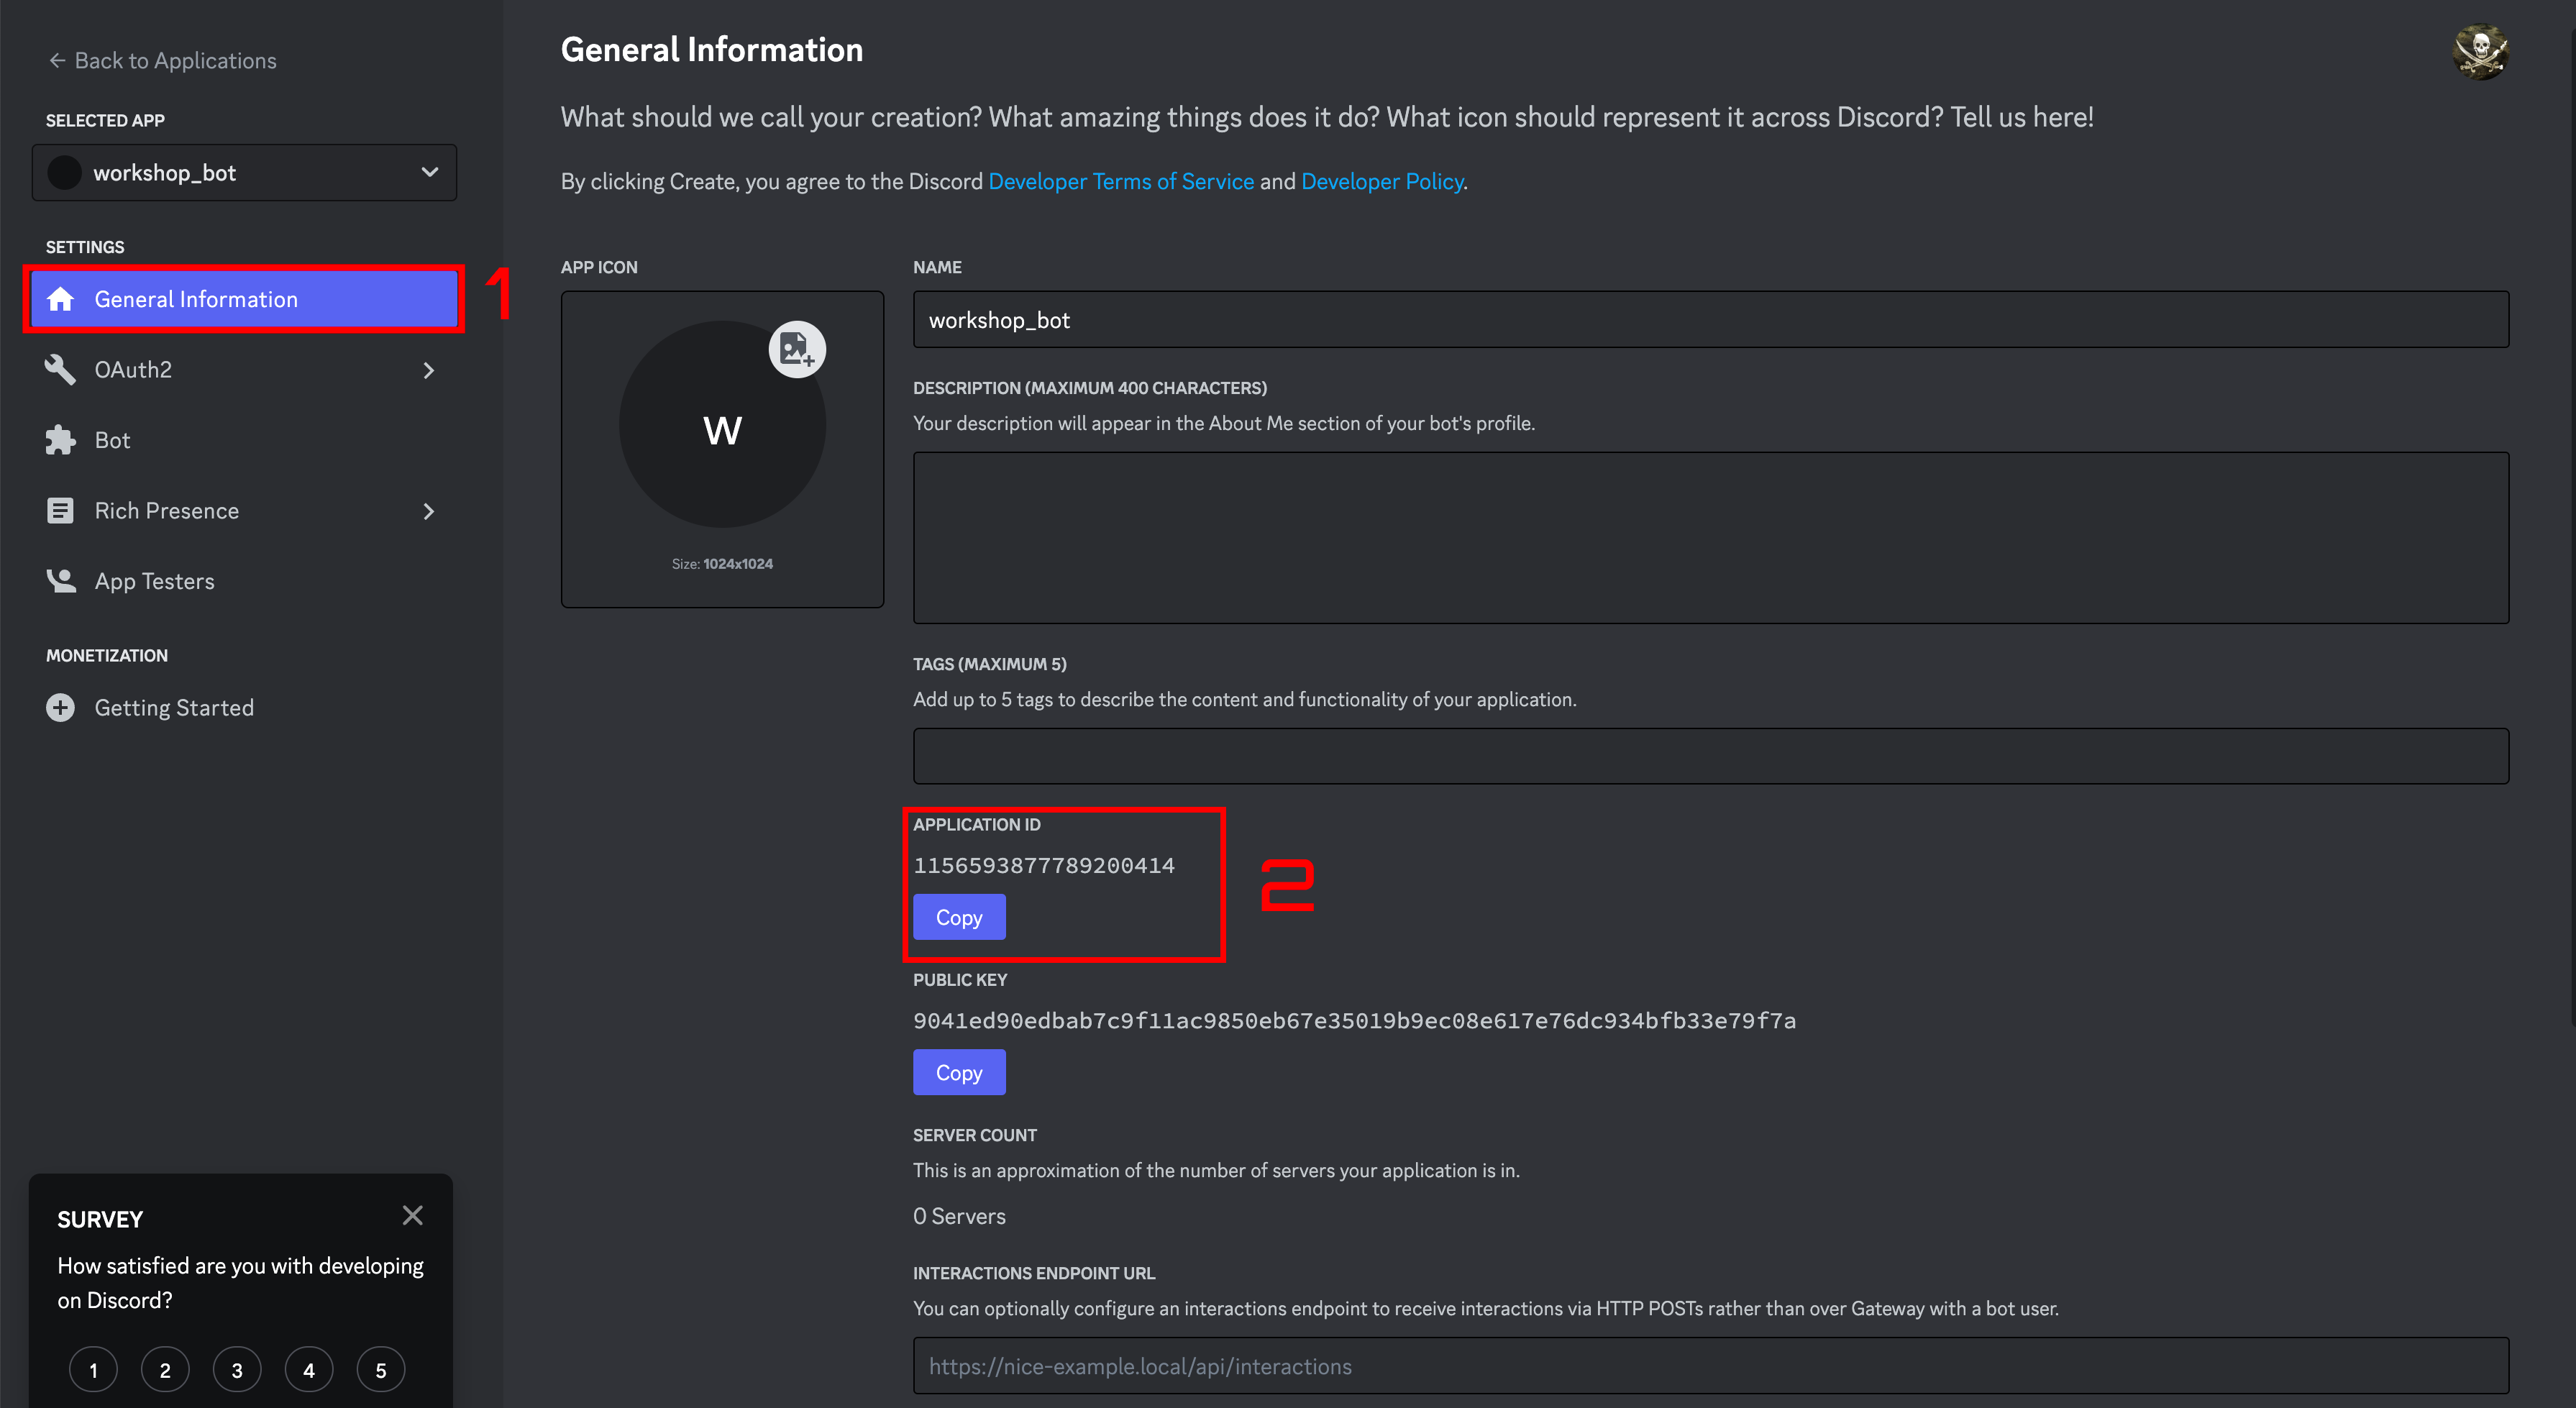 Back to Applications
SELECTED APP
workshop_bot
SETTINGS
General Information
1
OAuth2
Bot
Rich Presence
App Testers
MONETIZATION
Getting Started
SURVEY
How satisfied are you with developing
on Discord?
1 2 3 4 5
General Information
What should we call your creation? What amazing things does it do? What icon should represent it across Discord? Tell us here!
By clicking Create, you agree to the Discord Developer Terms of Service and Developer Policy.
APP ICON
W
Size: 1024x1024
NAME
workshop_bot
DESCRIPTION (MAXIMUM 400 CHARACTERS)
Your description will appear in the About Me section of your bot's profile.
TAGS (MAXIMUM 5)
Add up to 5 tags to describe the content and functionality of your application.
APPLICATION ID
1156593877789200414
Copy
2
PUBLIC KEY
9041ed90edbab7c9f11ac9850eb67e35019b9ec08e617e76dc934bfb33e79f7a
Copy
SERVER COUNT
This is an approximation of the number of servers your application is in.
0 Servers
INTERACTIONS ENDPOINT URL
You can optionally configure an interactions endpoint to receive interactions via HTTP POSTs rather than over Gateway with a bot user.
https://nice-example.local/api/interactions